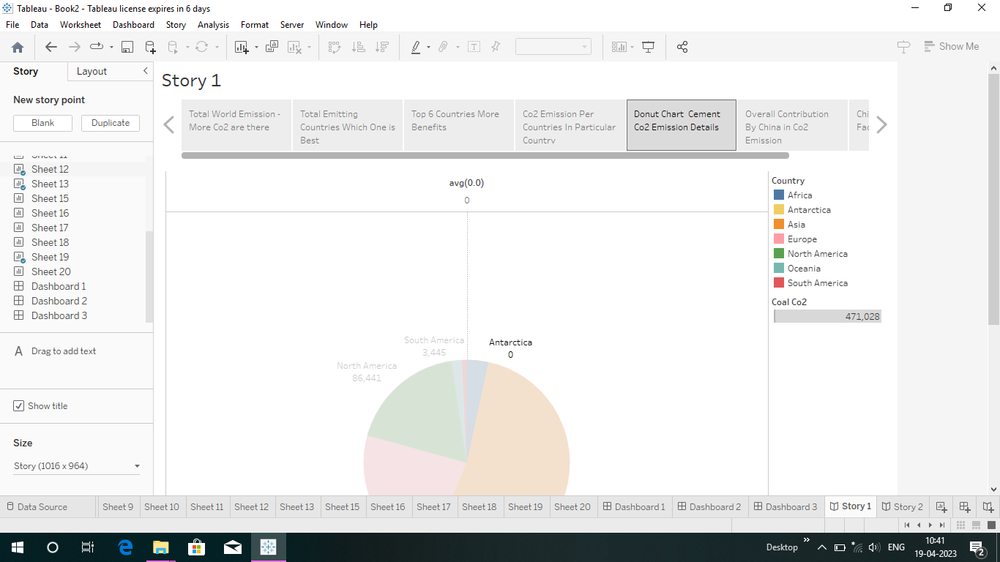 Tableau - Book2 - Tableau license expires in 6 days
File Data Worksheet Dashboard Story Analysis Format Server Window Help
Show Me
Story Layout
New story point
Blank Duplicate
Sheet 11
Sheet 12
Sheet 13
Sheet 15
Sheet 16
Sheet 17
Sheet 18
Sheet 19
Sheet 20
Dashboard 1
Dashboard 2
Dashboard 3
A Drag to add text
Show title
Size
Story (1016 x 964)
Story 1
Total World Emission -
More Co2 are there
Total Emitting
Countries Which One is
Best
Top 6 Countries More
Benefits
Co2 Emission Per
Countries In Particular
Country
Donut Chart Cement
Co2 Emission Details
Overall Contribution
By China in Co2
Emission
Chi
Fac
avg(0.0)
0
South America
3,445
Antarctica
0
North America
86,441
Country
Africa
Antarctica
Asia
Europe
North America
Oceania
South America
Coal Co2
471,028
Data Source Sheet 9 Sheet 10 Sheet 11 Sheet 12 Sheet 13 Sheet 15 Sheet 16 Sheet 17 Sheet 18 Sheet 19 Sheet 20 Dashboard 1 Dashboard 2 Dashboard 3 Story 1 Story 2
Desktop ENG 10:41
19-04-2023 2